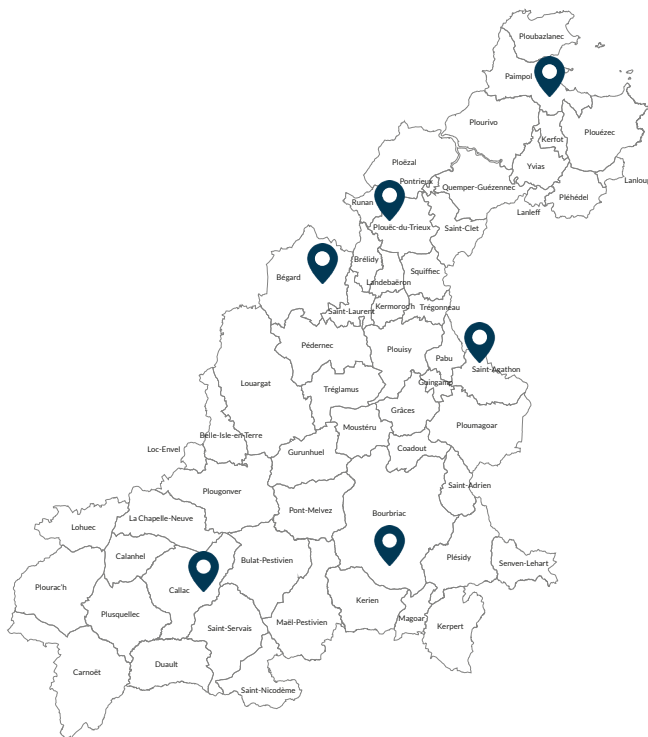 Ploubazlanec
Paimpol
Plourivo
Kerfot
Plouézec
Ploëzal
Yvias
Lanloup
Pontrieux
Quemper-Guézennec
Pléhédel
Runan
Lanleff
Plouëc-du-Trieux
Saint-Clet
Brélidy
Squiffiec
Bégard
Landebaëron
Saint-Laurent
Kermoroc'h
Trégonneau
Pédernec
Plouisy
Pabu
Saint-Agathon
Louargat
Guingamp
Tréglamus
Grâces
Moustéru
Ploumagoar
Belle-Isle-en-Terre
Loc-Envel
Gurunhuel
Coadout
Plougonver
Saint-Adrien
Pont-Melvez
Bourbriac
La Chapelle-Neuve
Lohuec
Calanhel
Bulat-Pestivien
Plésidy
Senven-Lehart
Plourac'h
Callac
Kerien
Plusquellec
Saint-Servais
Maël-Pestivien
Magoar
Kerpert
Duault
Carnoët
Saint-Nicodème